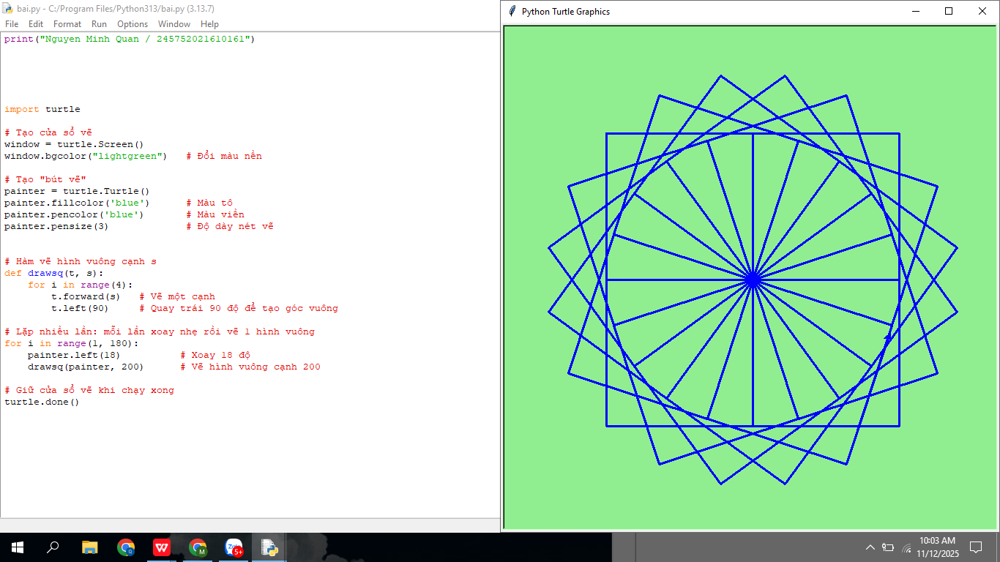 bai.py - C:/Program Files/Python313/bai.py (3.13.7)
File Edit Format Run Options Window Help
print("Nguyen Minh Quan / 245752021610161")
import turtle
# Tạo cửa sổ vẽ
window = turtle.Screen()
window.bgcolor("lightgreen")   # Đổi màu nền
# Tạo "bút vẽ"
painter = turtle.Turtle()
painter.fillcolor('blue')      # Màu tô
painter.pencolor('blue')       # Màu viền
painter.pensize(3)             # Độ dày nét vẽ
# Hàm vẽ hình vuông cạnh s
def drawsq(t, s):
    for i in range(4):
        t.forward(s)   # Vẽ một cạnh
        t.left(90)     # Quay trái 90 độ để tạo góc vuông
# Lặp nhiều lần: mỗi lần xoay nhẹ rồi vẽ 1 hình vuông
for i in range(1, 180):
    painter.left(18)          # Xoay 18 độ
    drawsq(painter, 200)      # Vẽ hình vuông cạnh 200
# Giữ cửa sổ vẽ khi chạy xong
turtle.done()
Python Turtle Graphics
5+
10:03 AM
11/12/2025